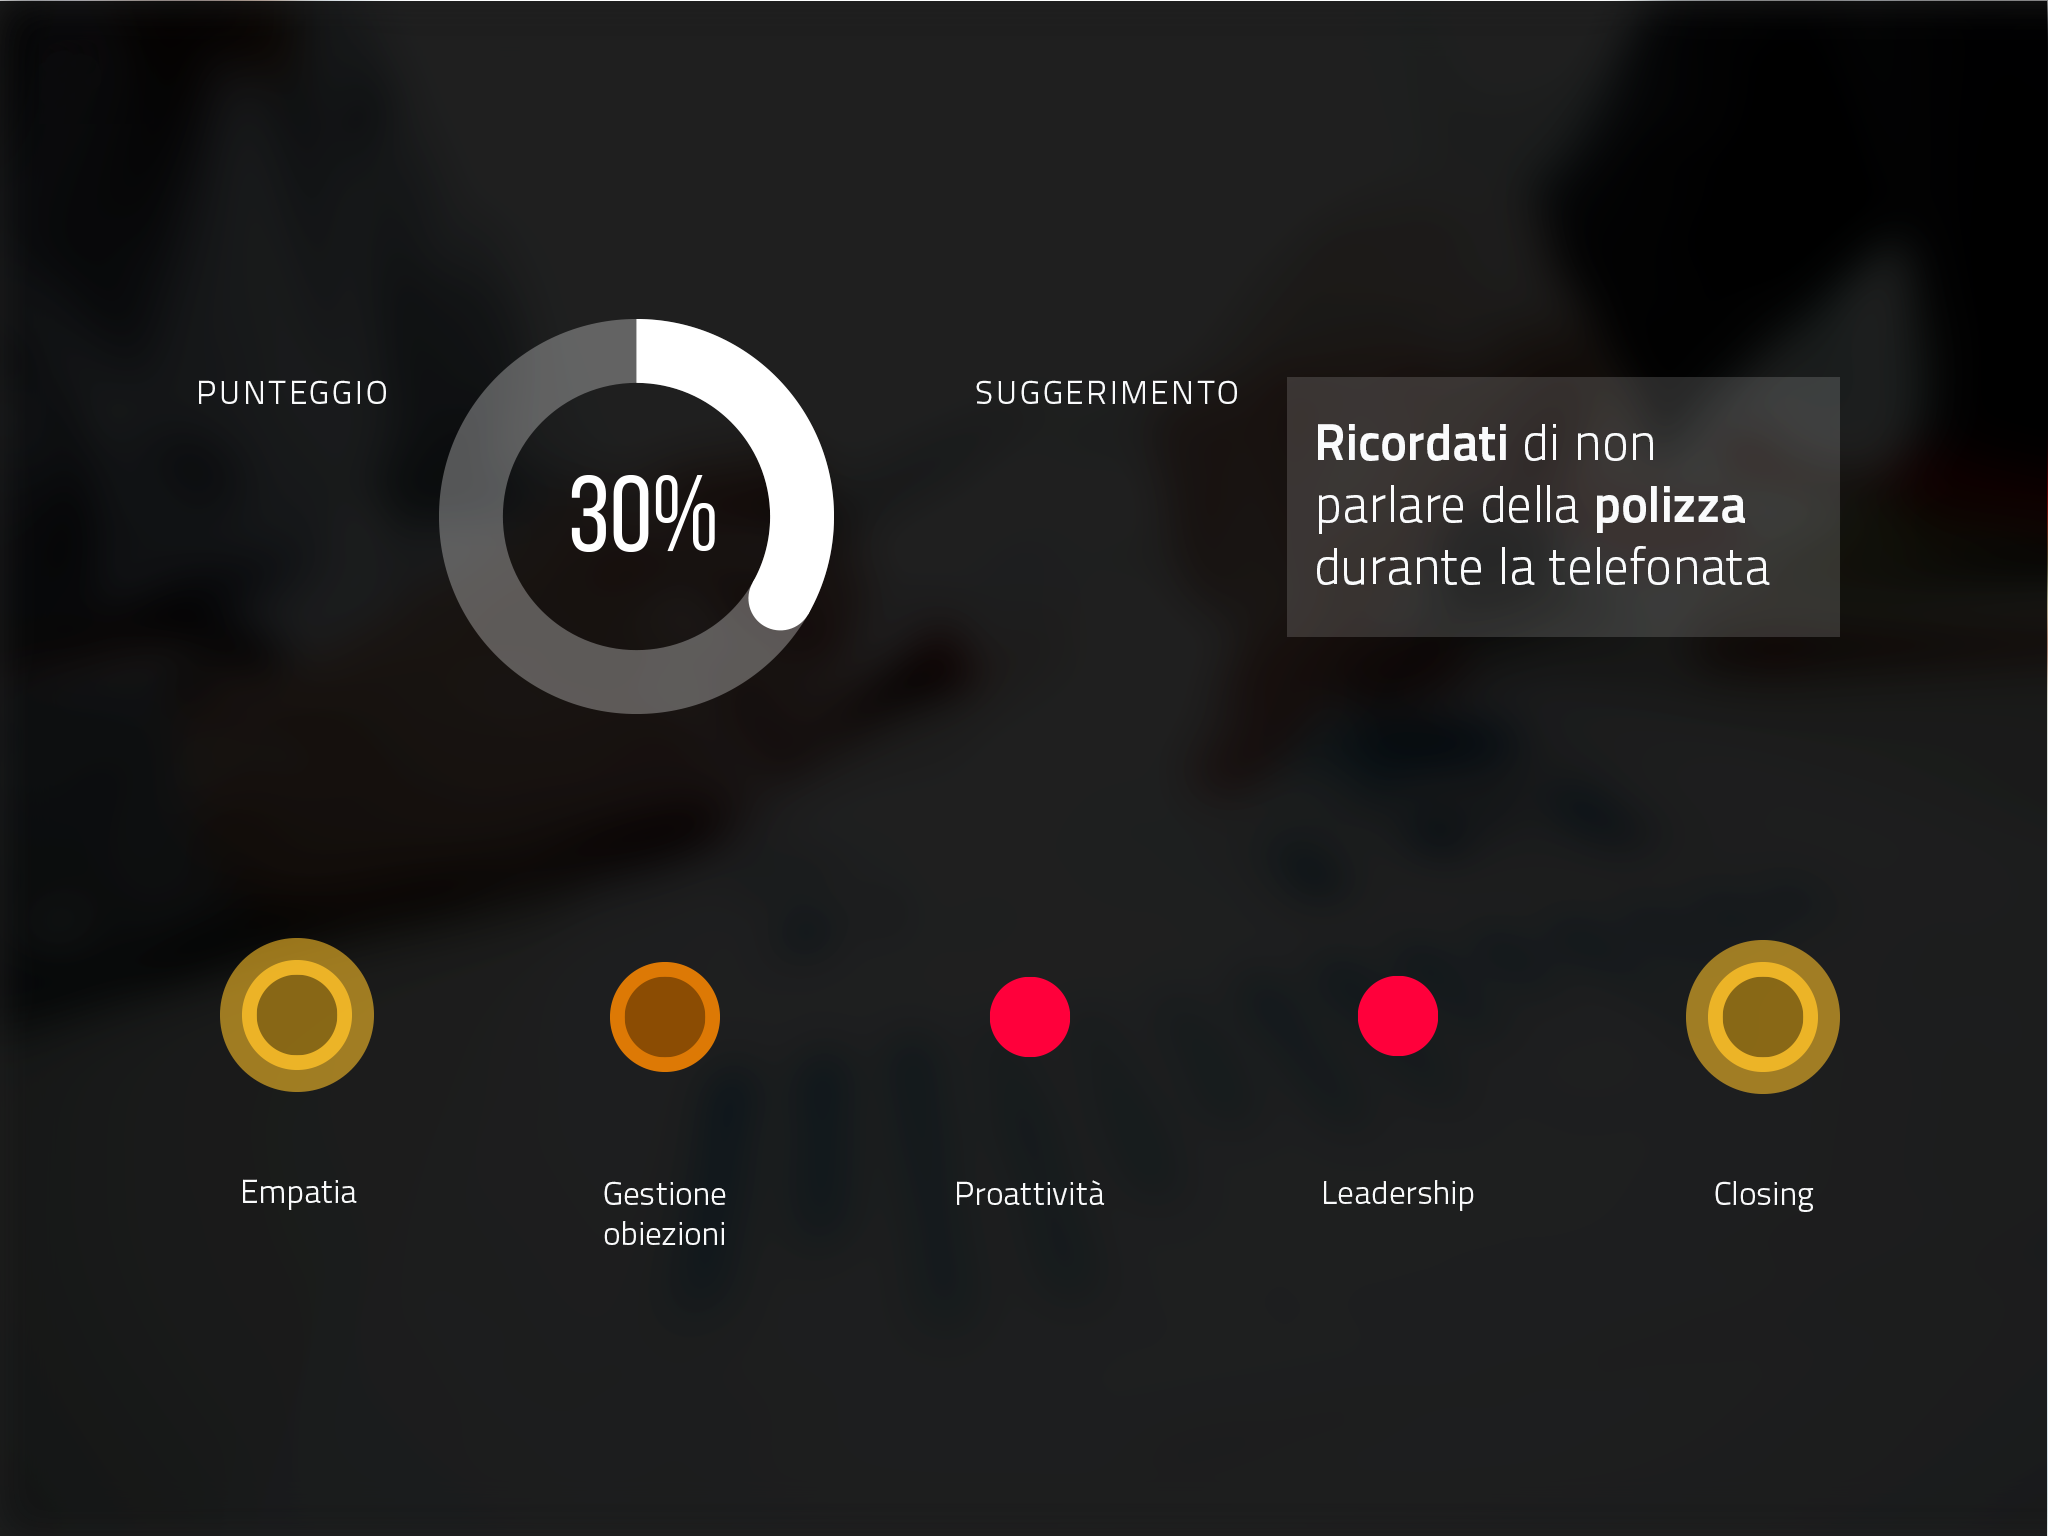 PUNTEGGIO
30%
SUGGERIMENTO
Ricordati di non
parlare della polizza
durante la telefonata
Empatia
Gestione
obiezioni
Proattività
Leadership
Closing